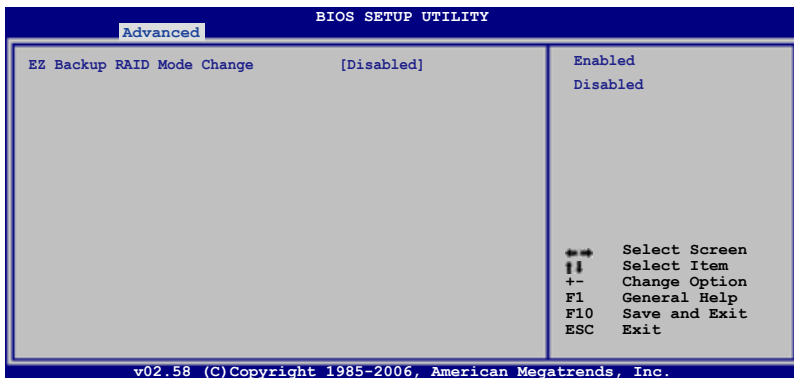 BIOS SETUP UTILITY
Advanced
EZ Backup RAID Mode Change [Disabled]
Enabled
Disabled
←→ Select Screen
↑↓ Select Item
+- Change Option
F1 General Help
F10 Save and Exit
ESC Exit
v02.58 (C)Copyright 1985-2006, American Megatrends, Inc.